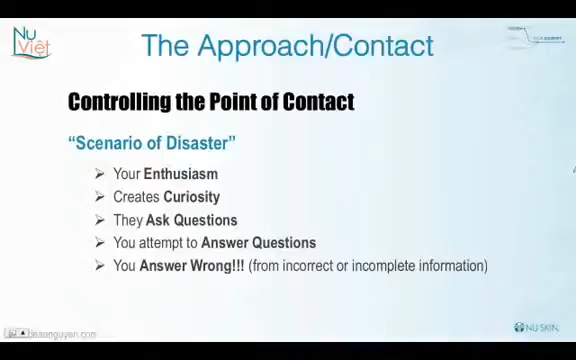 Nu
Việt
The Approach/Contact
Controlling the Point of Contact
“Scenario of Disaster”
Your Enthusiasm
Creates Curiosity
They Ask Questions
You attempt to Answer Questions
You Answer Wrong!!! (from incorrect or incomplete information)
NU SKIN